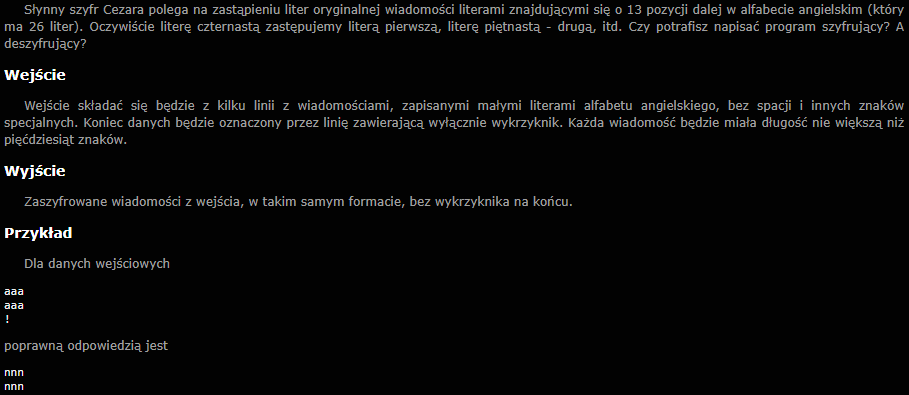 Słynny szyfr Cezara polega na zastąpieniu liter oryginalnej wiadomości literami znajdującymi się o 13 pozycji dalej w alfabecie angielskim (który
ma 26 liter). Oczywiście literę czternastą zastępujemy literą pierwszą, literę piętnastą - drugą, itd. Czy potrafisz napisać program szyfrujący? A
deszyfrujący?
Wejście
Wejście składać się będzie z kilku linii z wiadomościami, zapisanymi małymi literami alfabetu angielskiego, bez spacji i innych znaków
specjalnych. Koniec danych będzie oznaczony przez linię zawierającą wyłącznie wykrzyknik. Każda wiadomość będzie miała długość nie większą niż
pięćdziesiąt znaków.
Wyjście
Zaszyfrowane wiadomości z wejścia, w takim samym formacie, bez wykrzyknika na końcu.
Przykład
Dla danych wejściowych
aaa
aaa
!
poprawną odpowiedzią jest
nnn
nnn